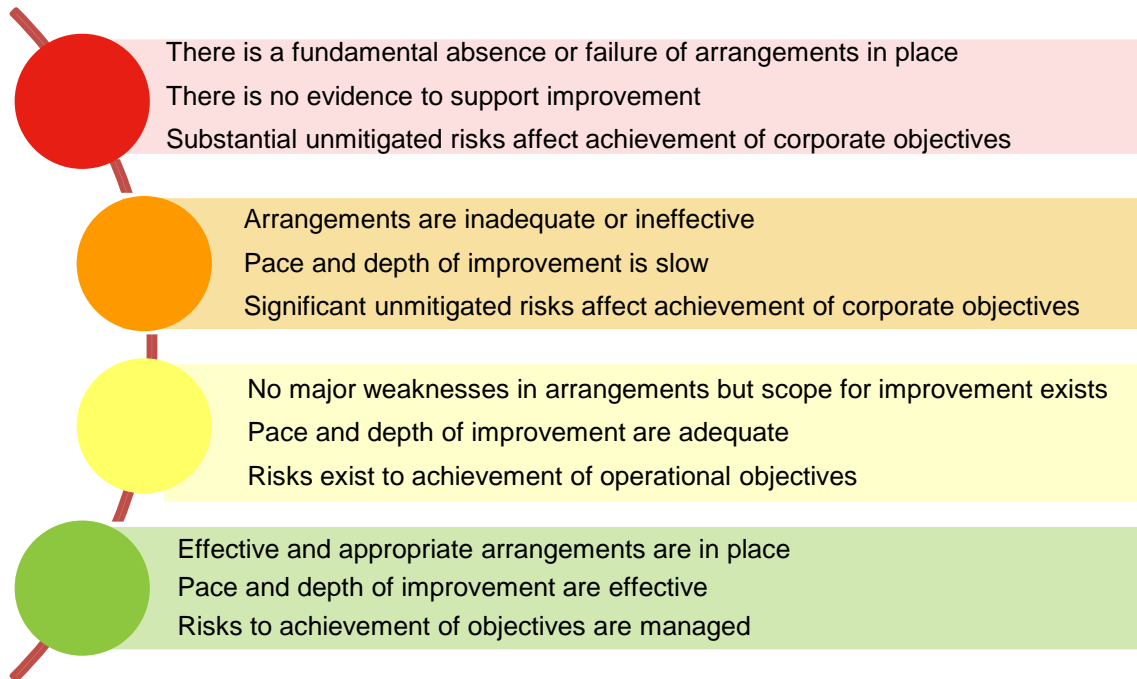 There is a fundamental absence or failure of arrangements in place
There is no evidence to support improvement
Substantial unmitigated risks affect achievement of corporate objectives
Arrangements are inadequate or ineffective
Pace and depth of improvement is slow
Significant unmitigated risks affect achievement of corporate objectives
No major weaknesses in arrangements but scope for improvement exists
Pace and depth of improvement are adequate
Risks exist to achievement of operational objectives
Effective and appropriate arrangements are in place
Pace and depth of improvement are effective
Risks to achievement of objectives are managed